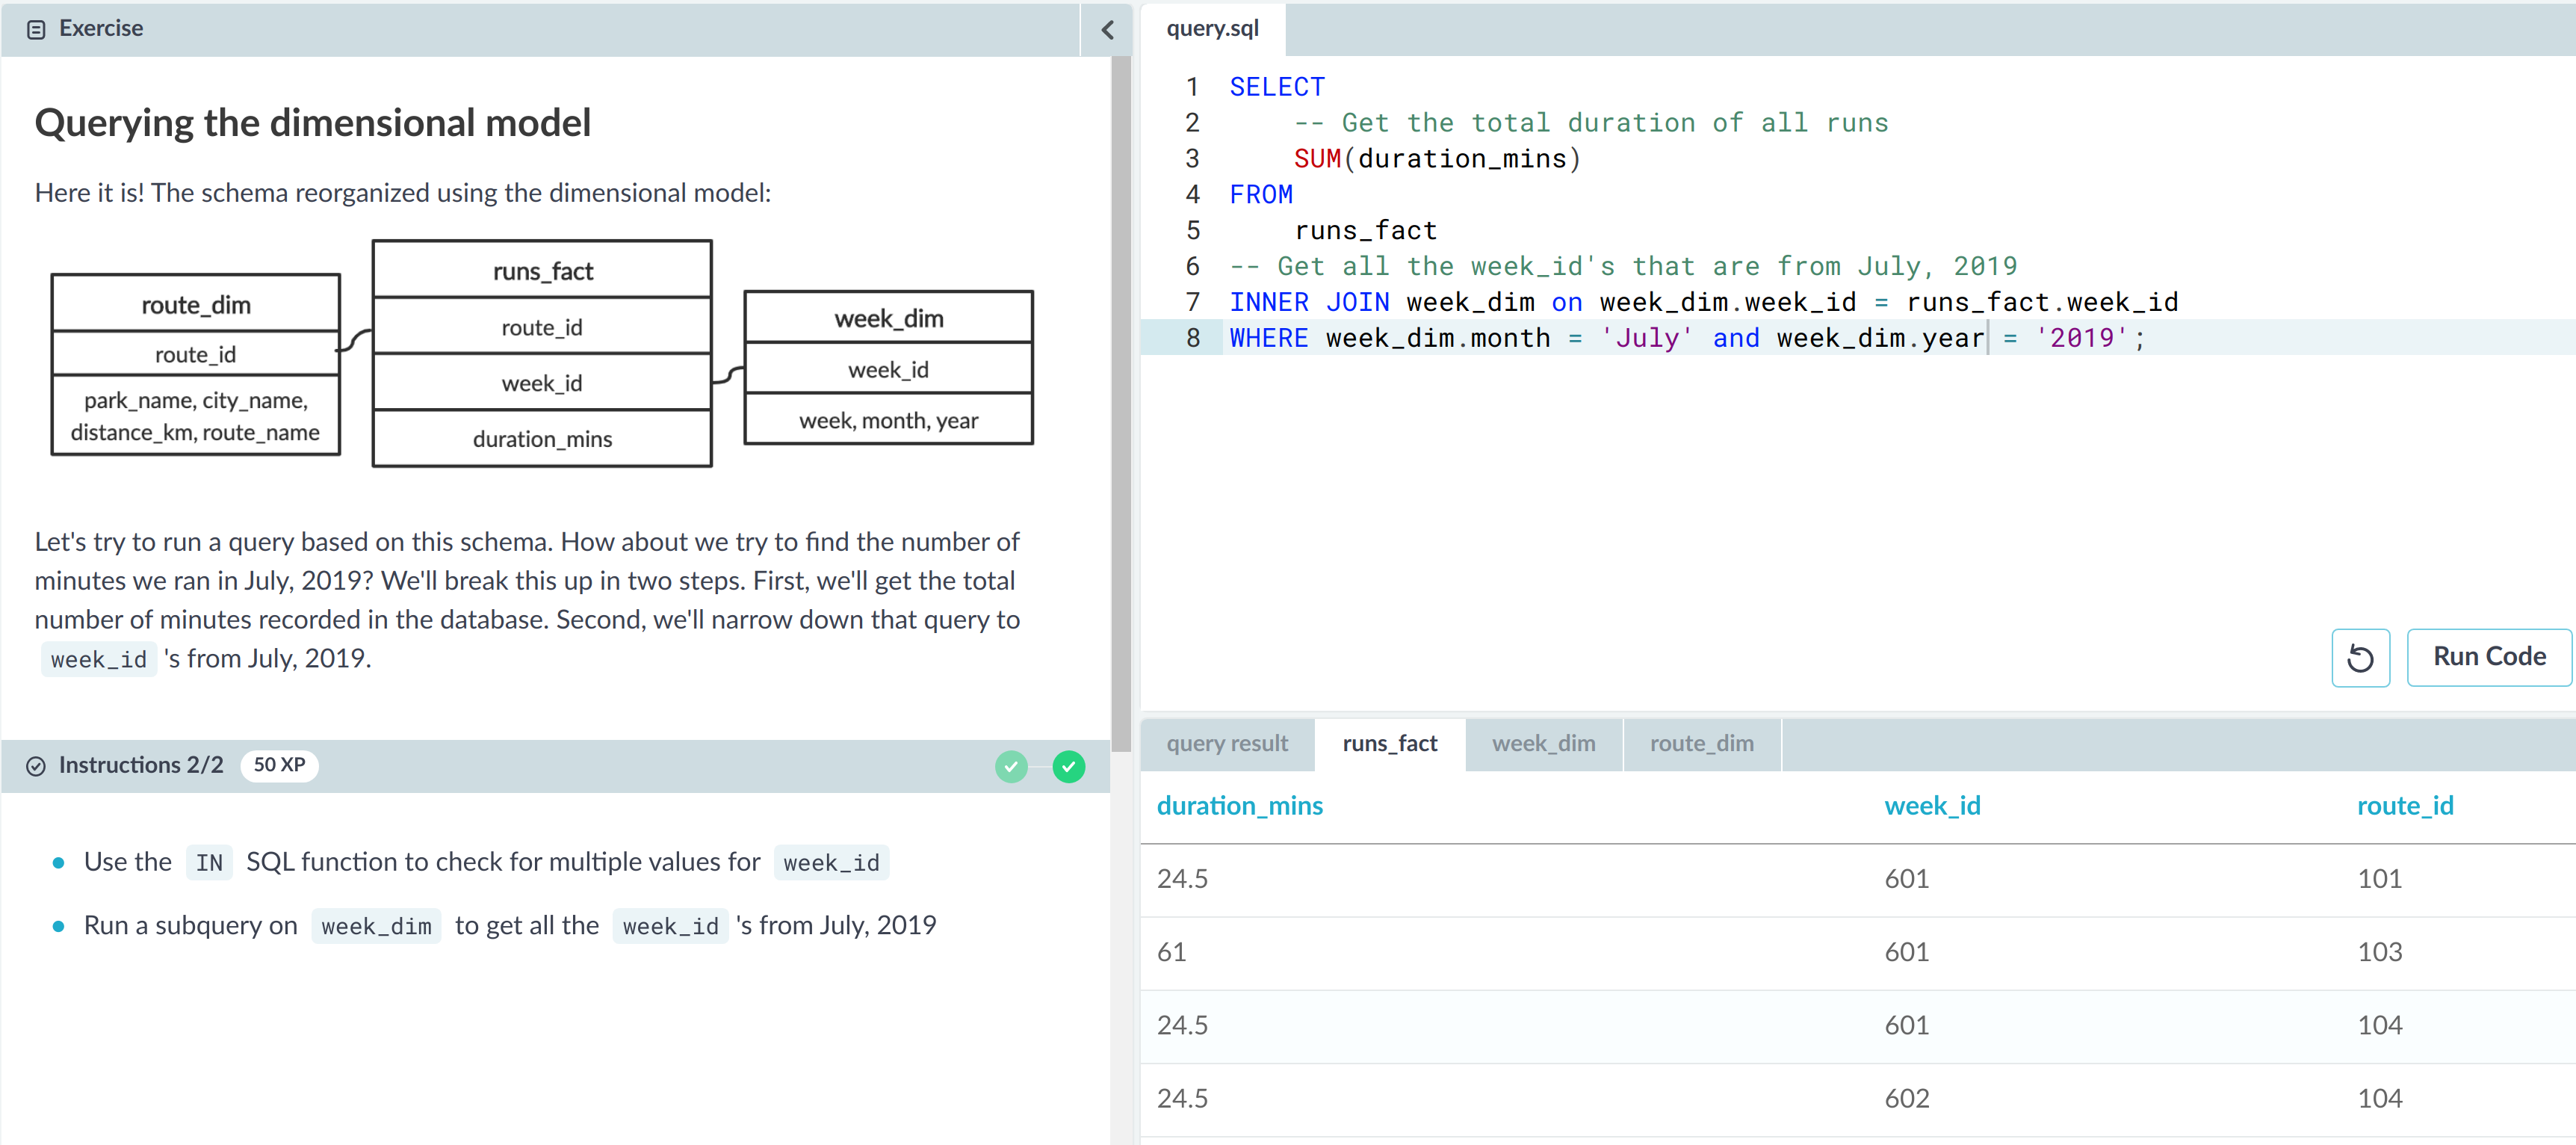 Exercise
Querying the dimensional model
Here it is! The schema reorganized using the dimensional model:
route_dim
route_id
park_name, city_name,
distance_km, route_name
runs_fact
route_id
week_id
duration_mins
week_dim
week_id
week, month, year
Let's try to run a query based on this schema. How about we try to find the number of
minutes we ran in July, 2019? We'll break this up in two steps. First, we'll get the total
number of minutes recorded in the database. Second, we'll narrow down that query to
week_id 's from July, 2019.
Instructions 2/2 50 XP
Use the IN SQL function to check for multiple values for week_id
Run a subquery on week_dim to get all the week_id 's from July, 2019
query.sql
1 SELECT
2 -- Get the total duration of all runs
3 SUM(duration_mins)
4 FROM
5 runs_fact
6 -- Get all the week_id's that are from July, 2019
7 INNER JOIN week_dim on week_dim.week_id = runs_fact.week_id
8 WHERE week_dim.month = 'July' and week_dim.year = '2019';
Run Code
query result runs_fact week_dim route_dim
duration_mins week_id route_id
24.5 601 101
61 601 103
24.5 601 104
24.5 602 104